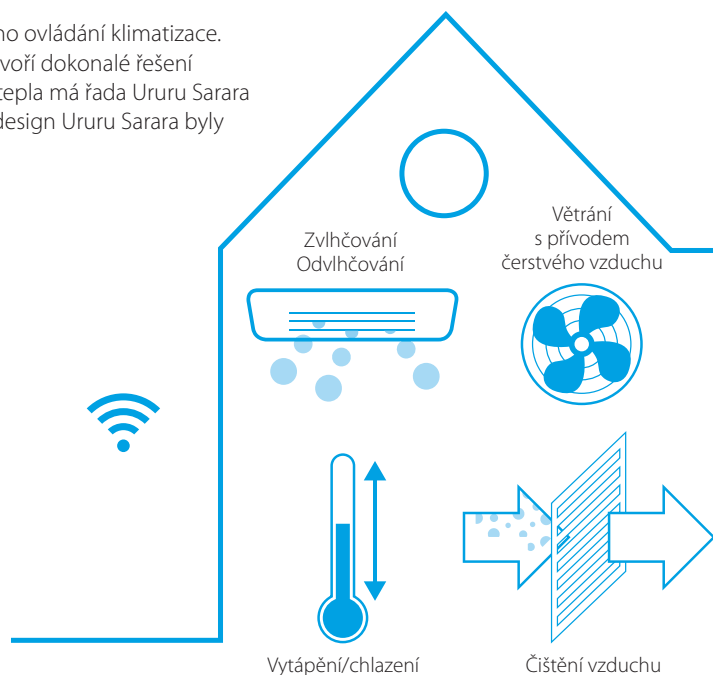 ho ovládání klimatizace.
voří dokonalé řešení
tepla má řada Ururu Sarara
design Ururu Sarara byly
Větrání
s přívodem
čerstvého vzduchu
Zvlhčování
Odvlhčování
Vytápění/chlazení
Čištění vzduchu